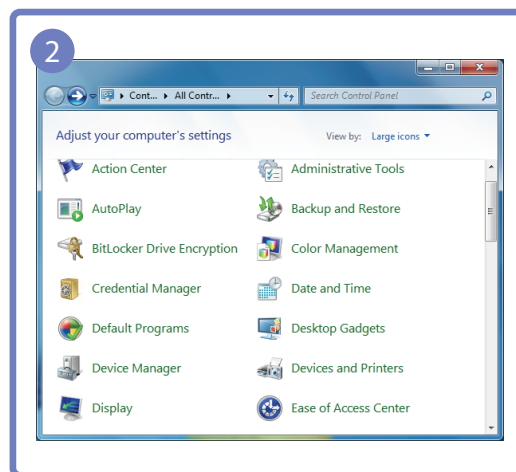 2
Cont... All Contr...
Search Control Panel
Adjust your computer's settings
View by: Large icons
Action Center
Administrative Tools
AutoPlay
Backup and Restore
BitLocker Drive Encryption
Color Management
Credential Manager
Date and Time
Default Programs
Desktop Gadgets
Device Manager
Devices and Printers
Display
Ease of Access Center